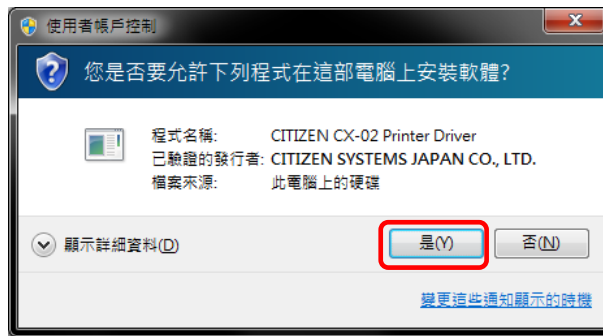 使用者帳戶控制
您是否要允許下列程式在這部電腦上安裝軟體?
程式名稱: CITIZEN CX-02 Printer Driver
已驗證的發行者: CITIZEN SYSTEMS JAPAN CO., LTD.
檔案來源: 此電腦上的硬碟
顯示詳細資料(D) 是(Y) 否(N)
變更這些通知顯示的時機